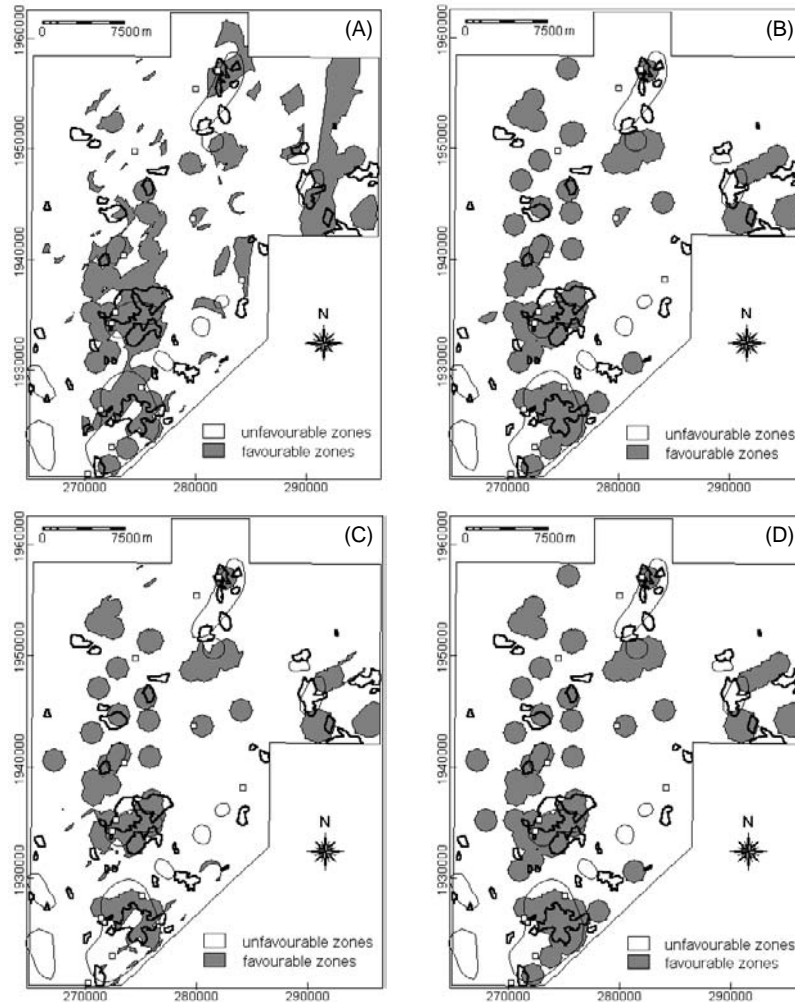 (A)
0 7500 m
1960000
1950000
1940000
1930000
N
unfavourable zones
favourable zones
270000 280000 290000
(B)
0 7500 m
1960000
1950000
1940000
1930000
N
unfavourable zones
favourable zones
270000 280000 290000
(C)
0 7500 m
1960000
1950000
1940000
1930000
N
unfavourable zones
favourable zones
270000 280000 290000
(D)
0 7500 m
1960000
1950000
1940000
1930000
N
unfavourable zones
favourable zones
270000 280000 290000